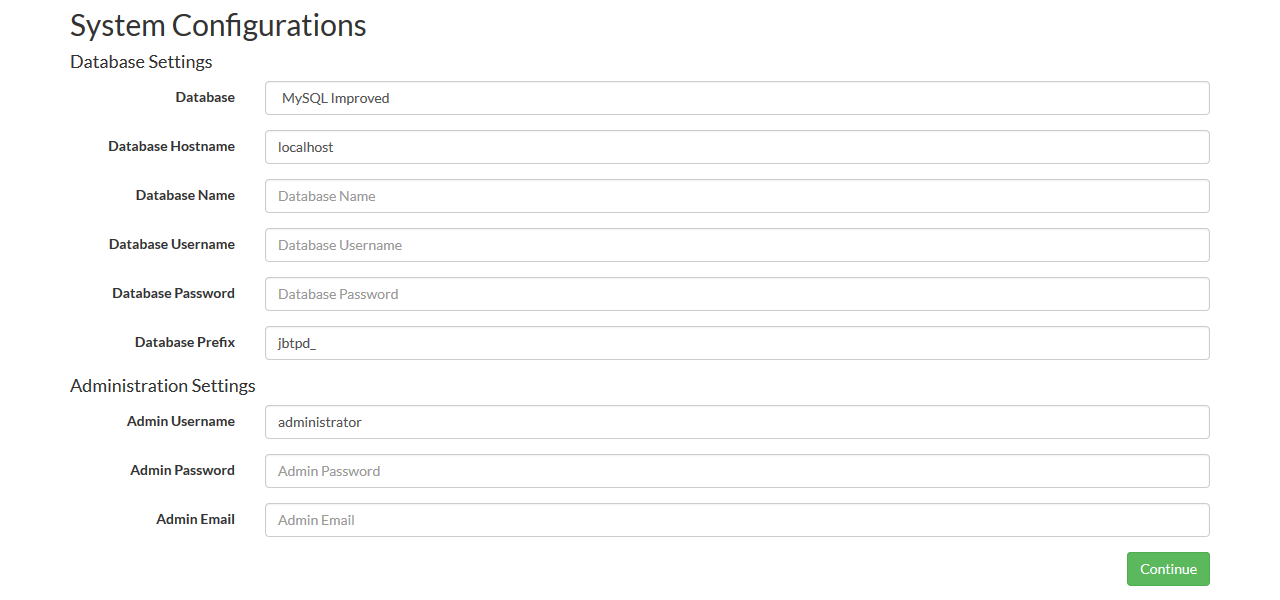 System Configurations
Database Settings
Database MySQL Improved
Database Hostname localhost
Database Name Database Name
Database Username Database Username
Database Password Database Password
Database Prefix jbtpd_
Administration Settings
Admin Username administrator
Admin Password Admin Password
Admin Email Admin Email
Continue